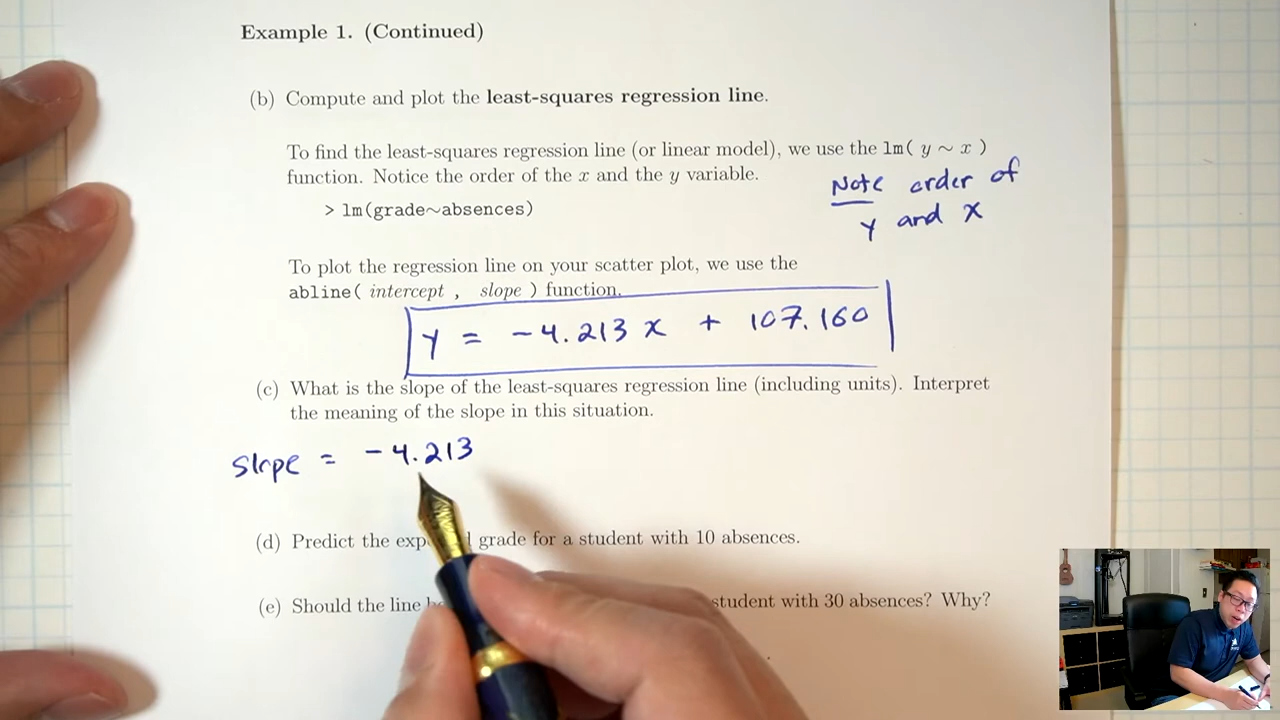 Example 1. (Continued)
(b) Compute and plot the least-squares regression line.
To find the least-squares regression line (or linear model), we use the lm( y ~ x )
function. Notice the order of the x and the y variable.
Note order of
Y and X
> lm(grade~absences)
To plot the regression line on your scatter plot, we use the
abline( intercept , slope ) function.
Y = -4.213 x + 107.160
(c) What is the slope of the least-squares regression line (including units). Interpret
the meaning of the slope in this situation.
slope = -4.213
(d) Predict the grade for a student with 10 absences.
(e) Should the line student with 30 absences? Why?